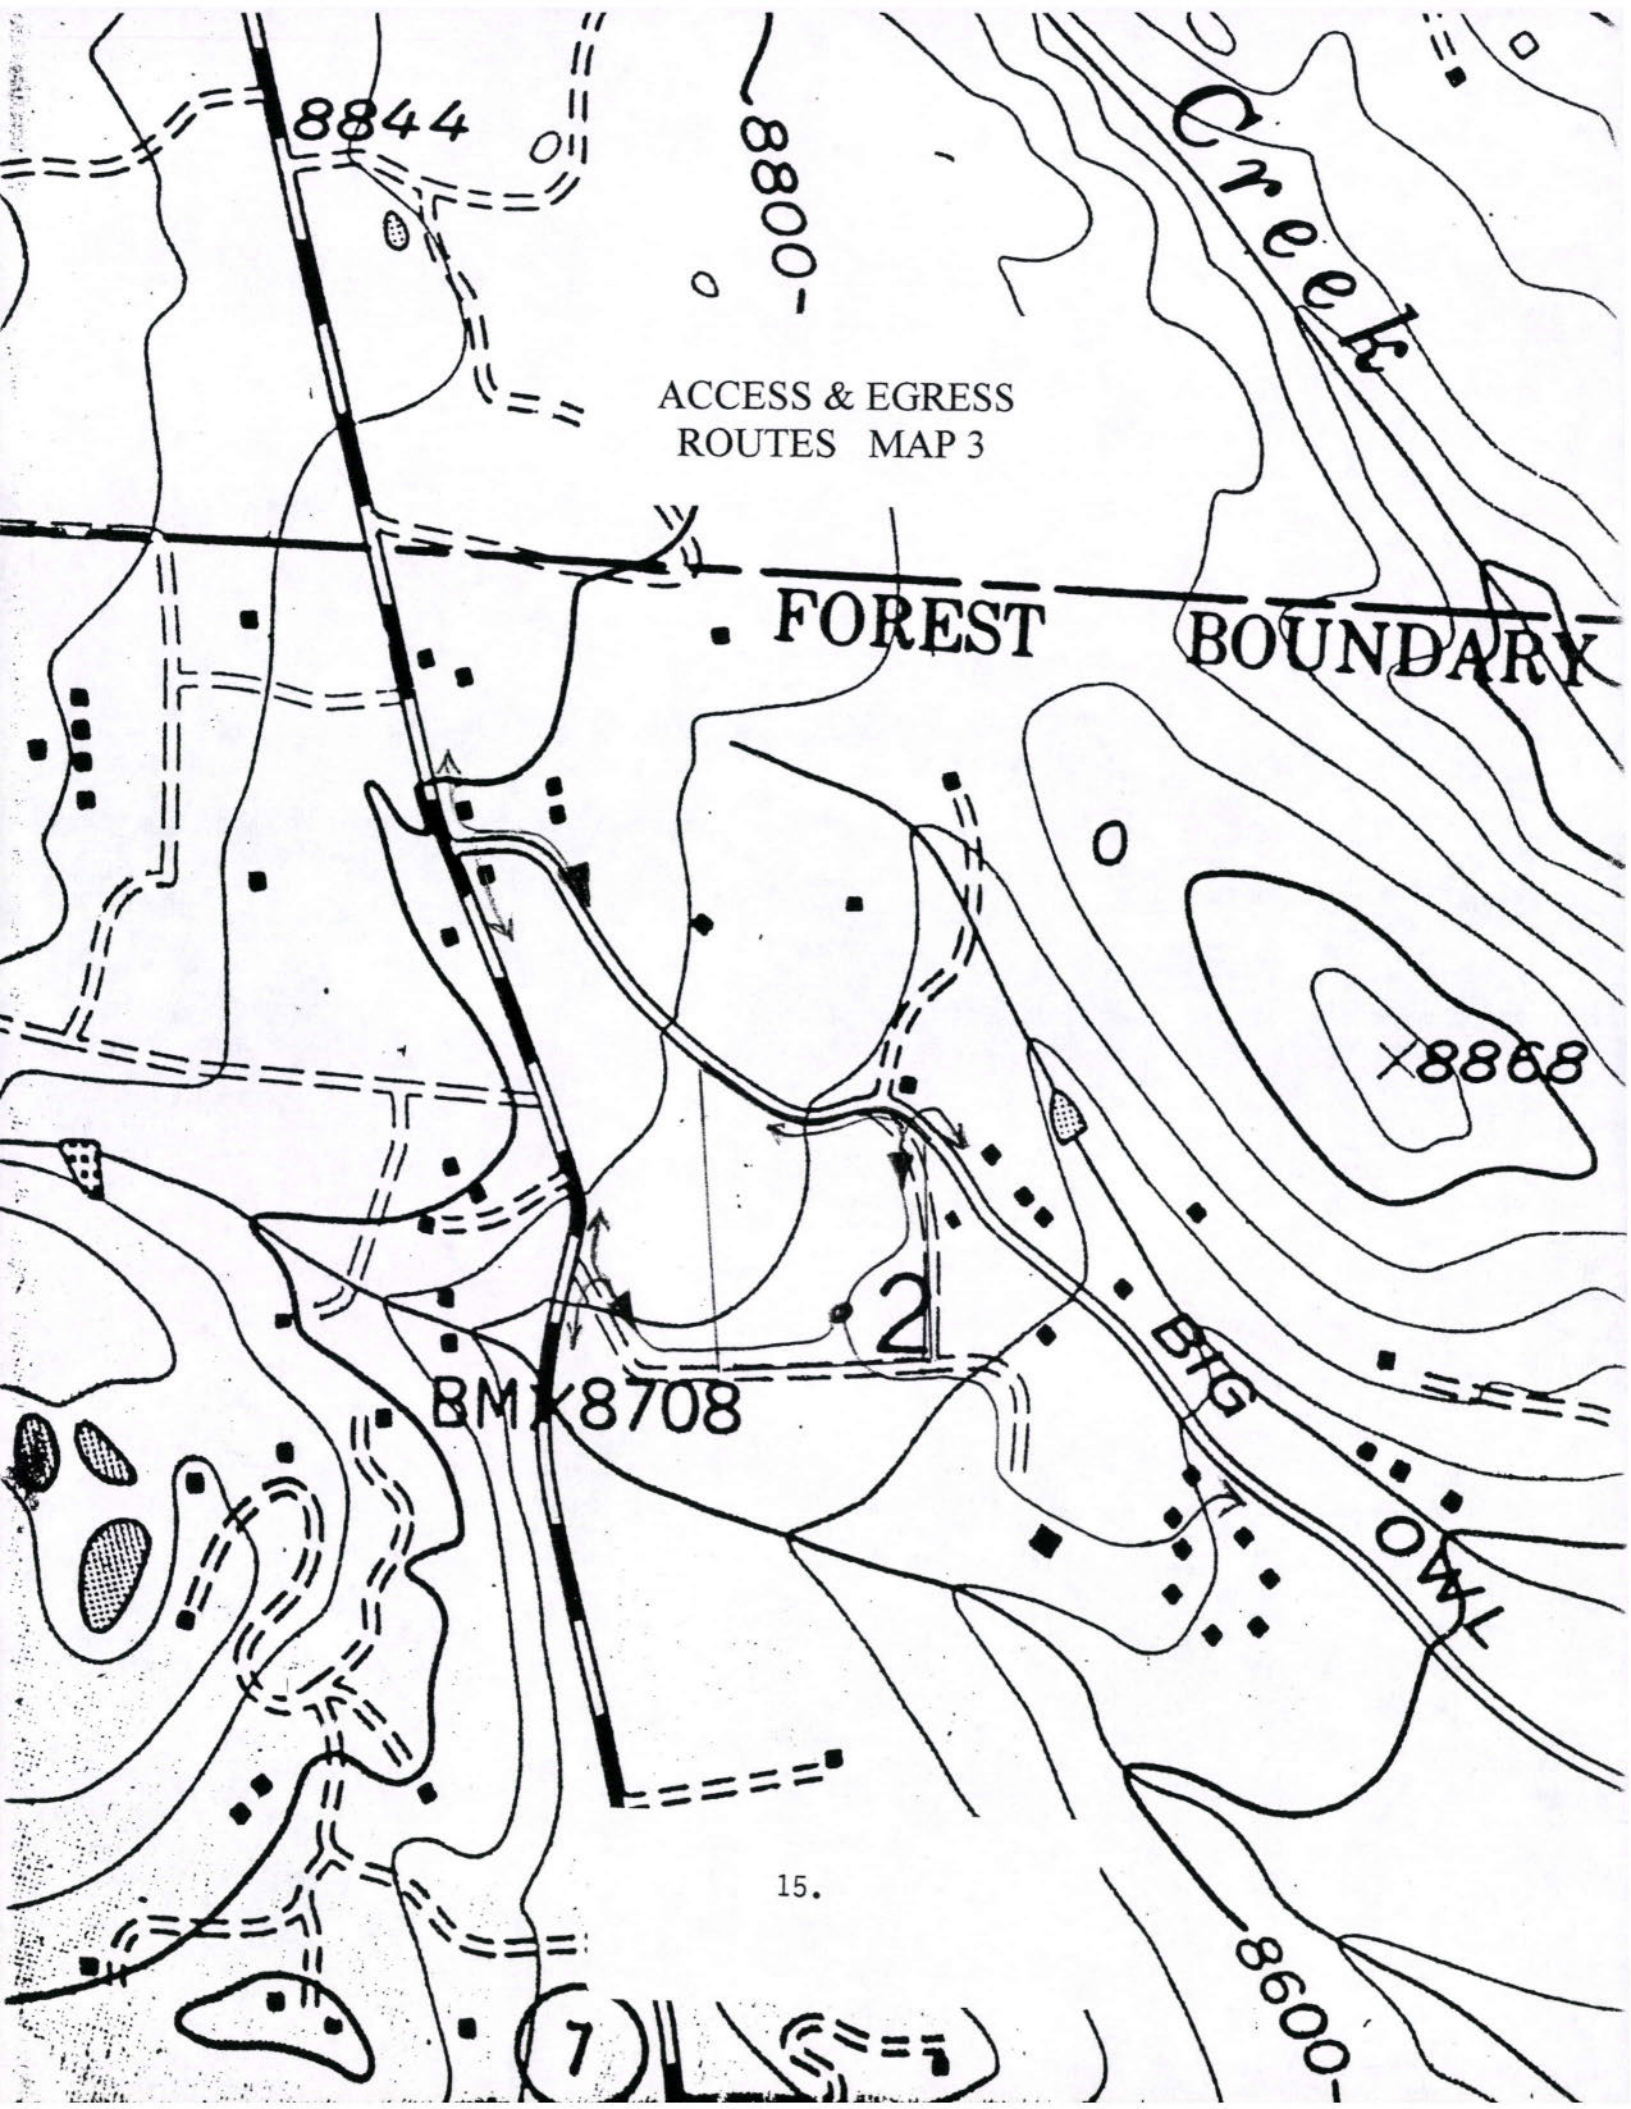 8844
Creek
-8800-
ACCESS & EGRESS
ROUTES MAP 3
FOREST BOUNDARY
×8868
2
BIG
BM×8708
OWL
15.
8600-
7